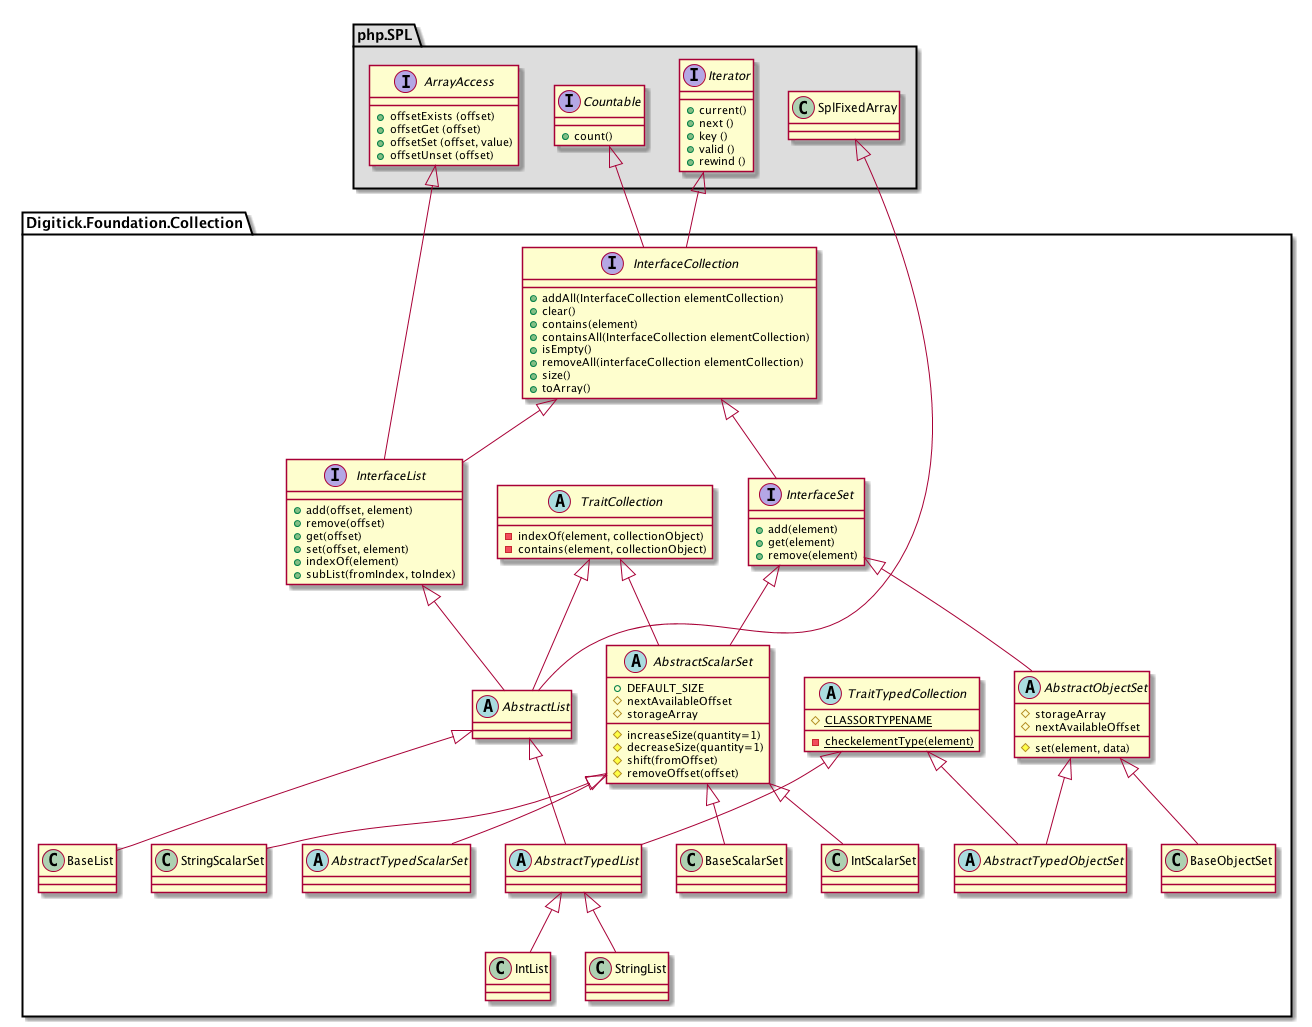 php.SPL
I ArrayAccess
offsetExists (offset)
offsetGet (offset)
offsetSet (offset, value)
offsetUnset (offset)
I Countable
count()
I Iterator
current()
next ()
key ()
valid ()
rewind ()
C SplFixedArray
Digitick.Foundation.Collection
I InterfaceCollection
addAll(InterfaceCollection elementCollection)
clear()
contains(element)
containsAll(InterfaceCollection elementCollection)
isEmpty()
removeAll(interfaceCollection elementCollection)
size()
toArray()
I InterfaceList
add(offset, element)
remove(offset)
get(offset)
set(offset, element)
indexOf(element)
subList(fromIndex, toIndex)
A TraitCollection
indexOf(element, collectionObject)
contains(element, collectionObject)
I InterfaceSet
add(element)
get(element)
remove(element)
A AbstractList
A AbstractScalarSet
DEFAULT_SIZE
nextAvailableOffset
storageArray
increaseSize(quantity=1)
decreaseSize(quantity=1)
shift(fromOffset)
removeOffset(offset)
A TraitTypedCollection
CLASSORTYPENAME
checkelementType(element)
A AbstractObjectSet
storageArray
nextAvailableOffset
set(element, data)
C BaseList
C StringScalarSet
A AbstractTypedScalarSet
A AbstractTypedList
C BaseScalarSet
C IntScalarSet
A AbstractTypedObjectSet
C BaseObjectSet
C IntList
C StringList